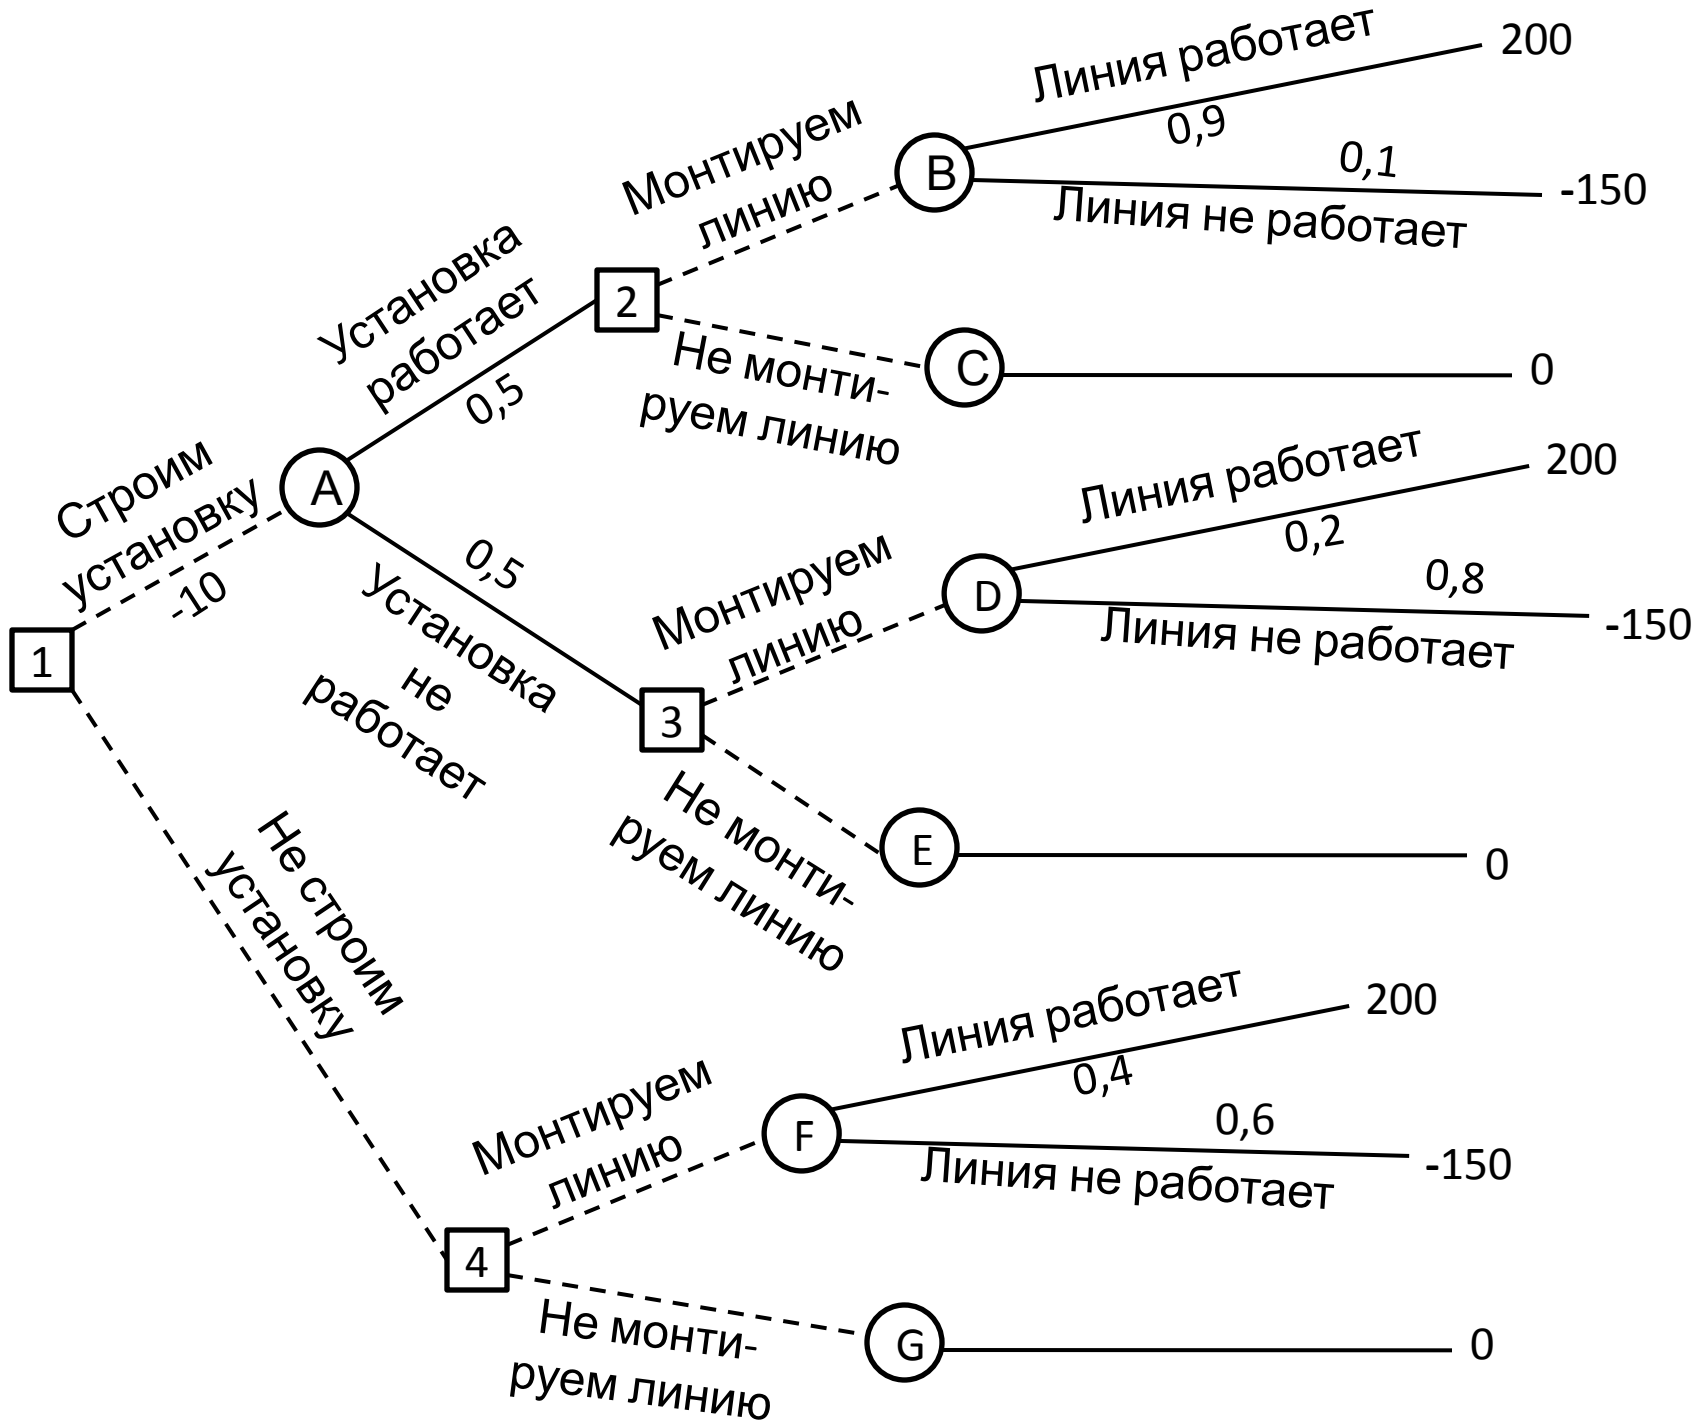 Линия работает
200
0,9
0,1
-150
Линия не работает
B
Монтируем
линию
Установка
работает
0,5
2
Не монти-
руем линию
C
0
Строим
установку
-10
A
1
0,5
Установка
не
работает
Монтируем
линию
D
Линия работает
200
0,2
0,8
-150
Линия не работает
3
Не монти-
руем линию
E
0
Не строим
установку
Монтируем
линию
F
Линия работает
200
0,4
0,6
-150
Линия не работает
4
Не монти-
руем линию
G
0